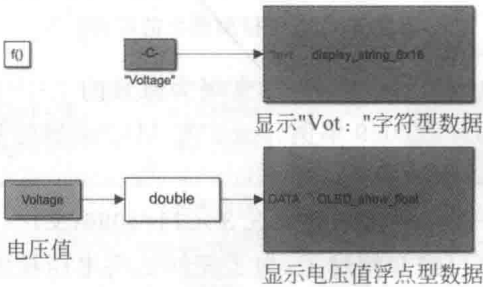 f()
-C-
"Voltage"
Text display_string_8x16
显示"Vot："字符型数据
Voltage
double
DATA OLED_show_float
电压值
显示电压值浮点型数据